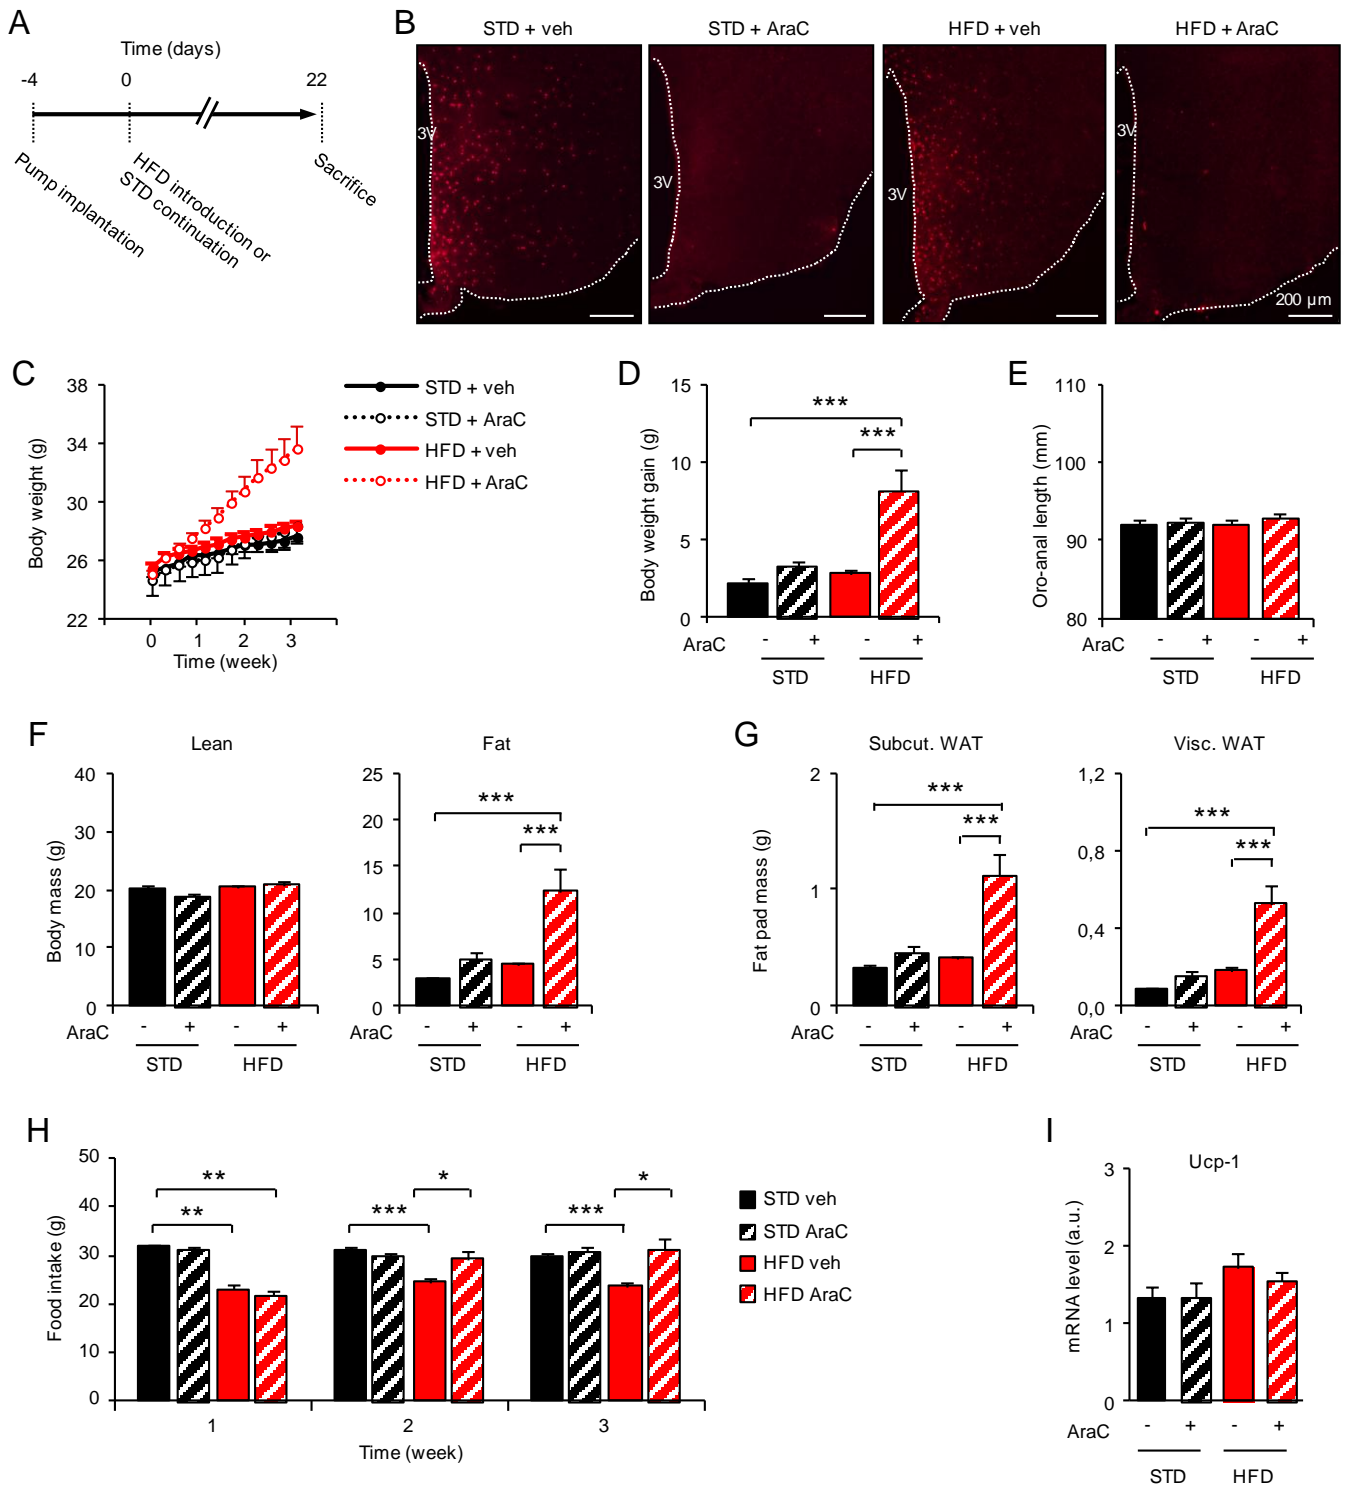 A
Time (days)
-4 0 22
Pump implantation
HFD introduction or
STD continuation
Sacrifice
B
STD + veh STD + AraC HFD + veh HFD + AraC
3V 3V 3V 3V
200 µm
C
Body weight (g)
38
34
30
26
22
0 1 2 3
Time (week)
STD + veh
STD + AraC
HFD + veh
HFD + AraC
D
Body weight gain (g)
15
10
5
0
***
***
AraC - + - +
STD HFD
E
Oro-anal length (mm)
110
100
90
80
AraC - + - +
STD HFD
F
Lean
Body mass (g)
40
30
20
10
0
AraC - + - +
STD HFD
Fat
25
20
15
10
5
0
***
***
AraC - + - +
STD HFD
G
Subcut. WAT
Fat pad mass (g)
2
1
0
***
***
AraC - + - +
STD HFD
Visc. WAT
1,2
0,8
0,4
0,0
***
***
AraC - + - +
STD HFD
H
Food intake (g)
50
40
30
20
10
0
**
**
*
***
*
***
1 2 3
Time (week)
STD veh
STD AraC
HFD veh
HFD AraC
I
Ucp-1
mRNA level (a.u.)
3
2
1
0
AraC - + - +
STD HFD